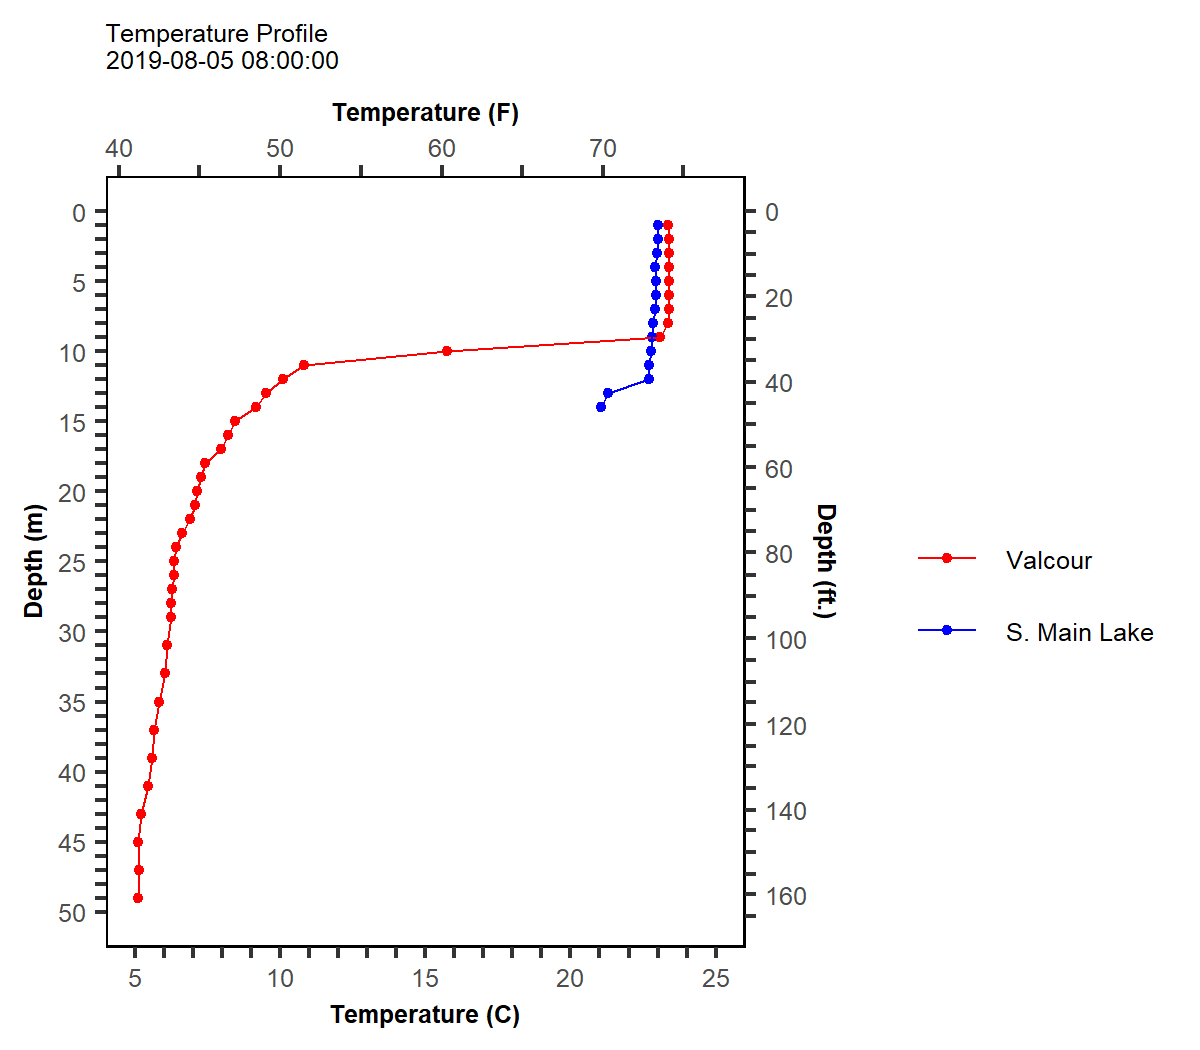 Temperature Profile
2019-08-05 08:00:00
Temperature (F)
40 50 60 70
0
5
10
15
20
25
30
35
40
45
50
Depth (m)
0
20
40
60
80
100
120
140
160
Depth (ft.)
Valcour
S. Main Lake
5 10 15 20 25
Temperature (C)